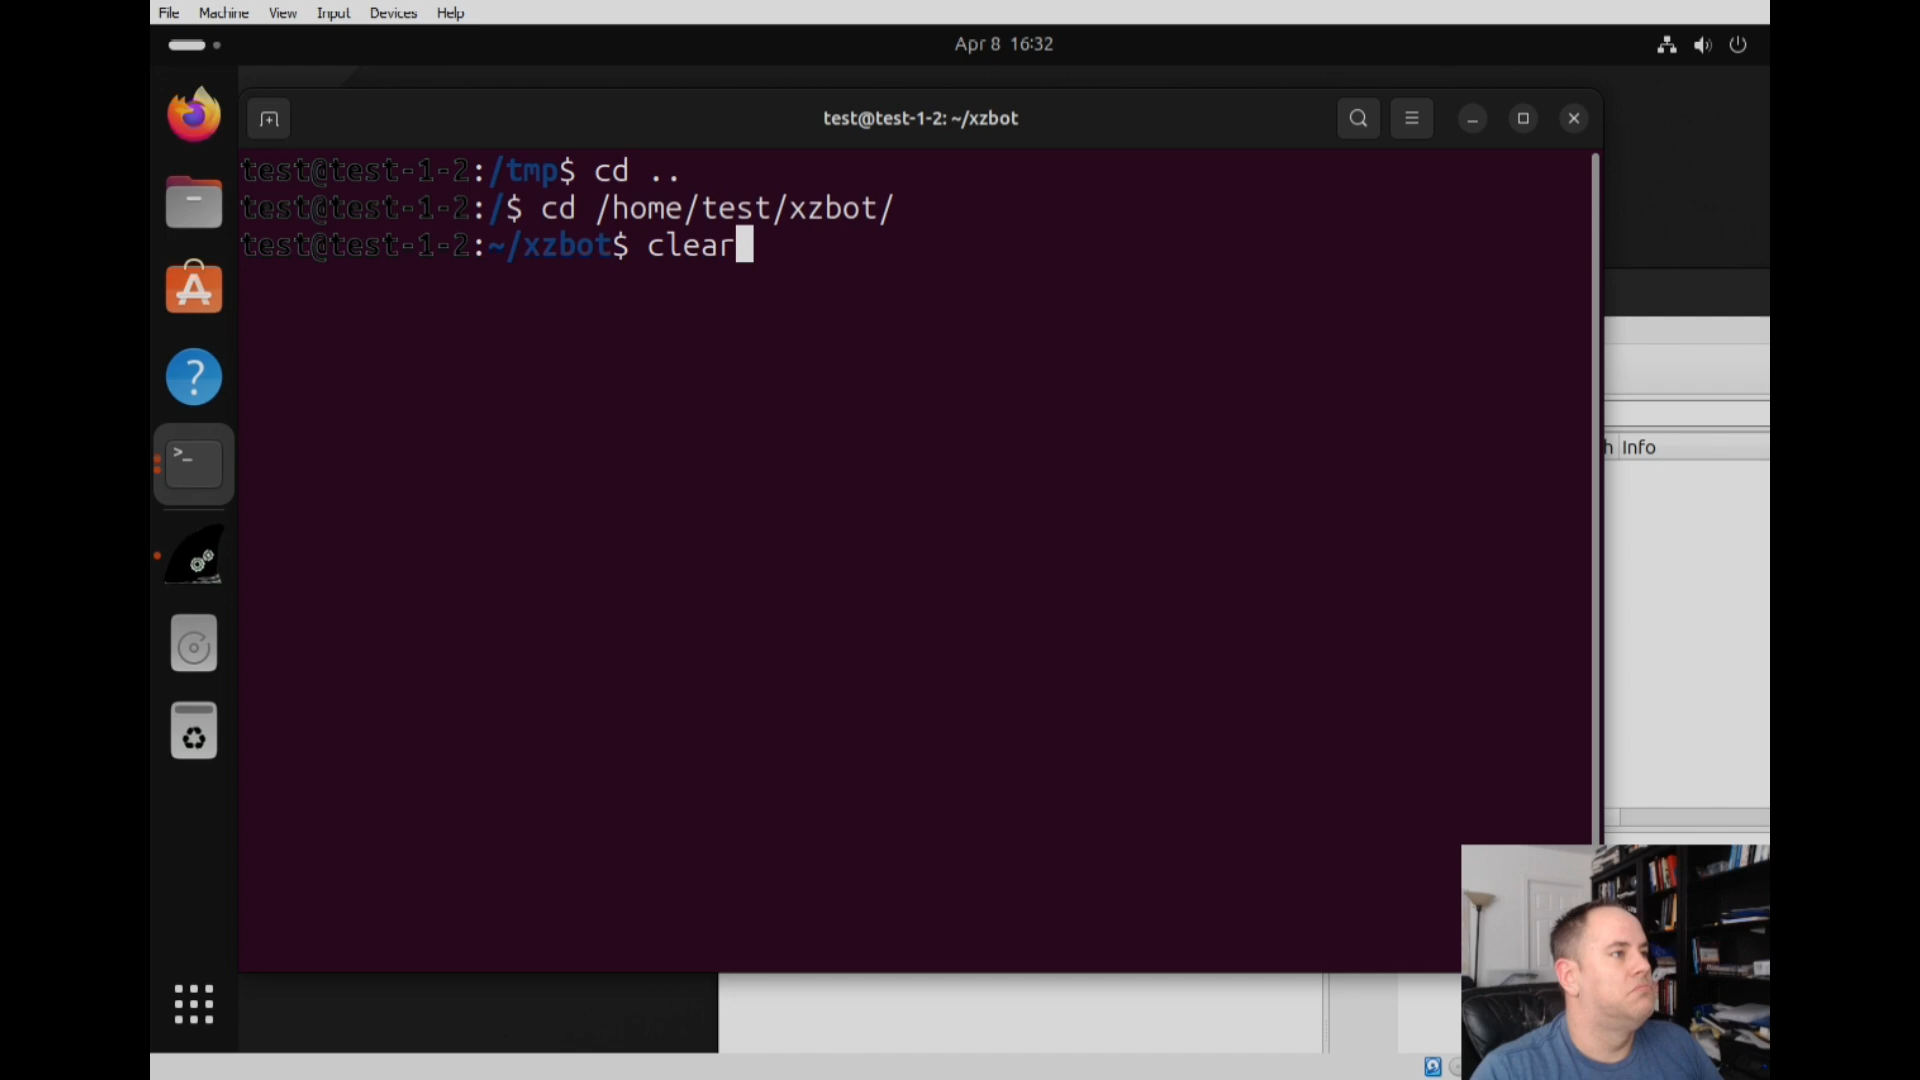 File Machine View Input Devices Help
Apr 8 16:32
test@test-1-2: ~/xzbot
test@test-1-2:/tmp$ cd ..
test@test-1-2:/$ cd /home/test/xzbot/
test@test-1-2:~/xzbot$ clear
h Info